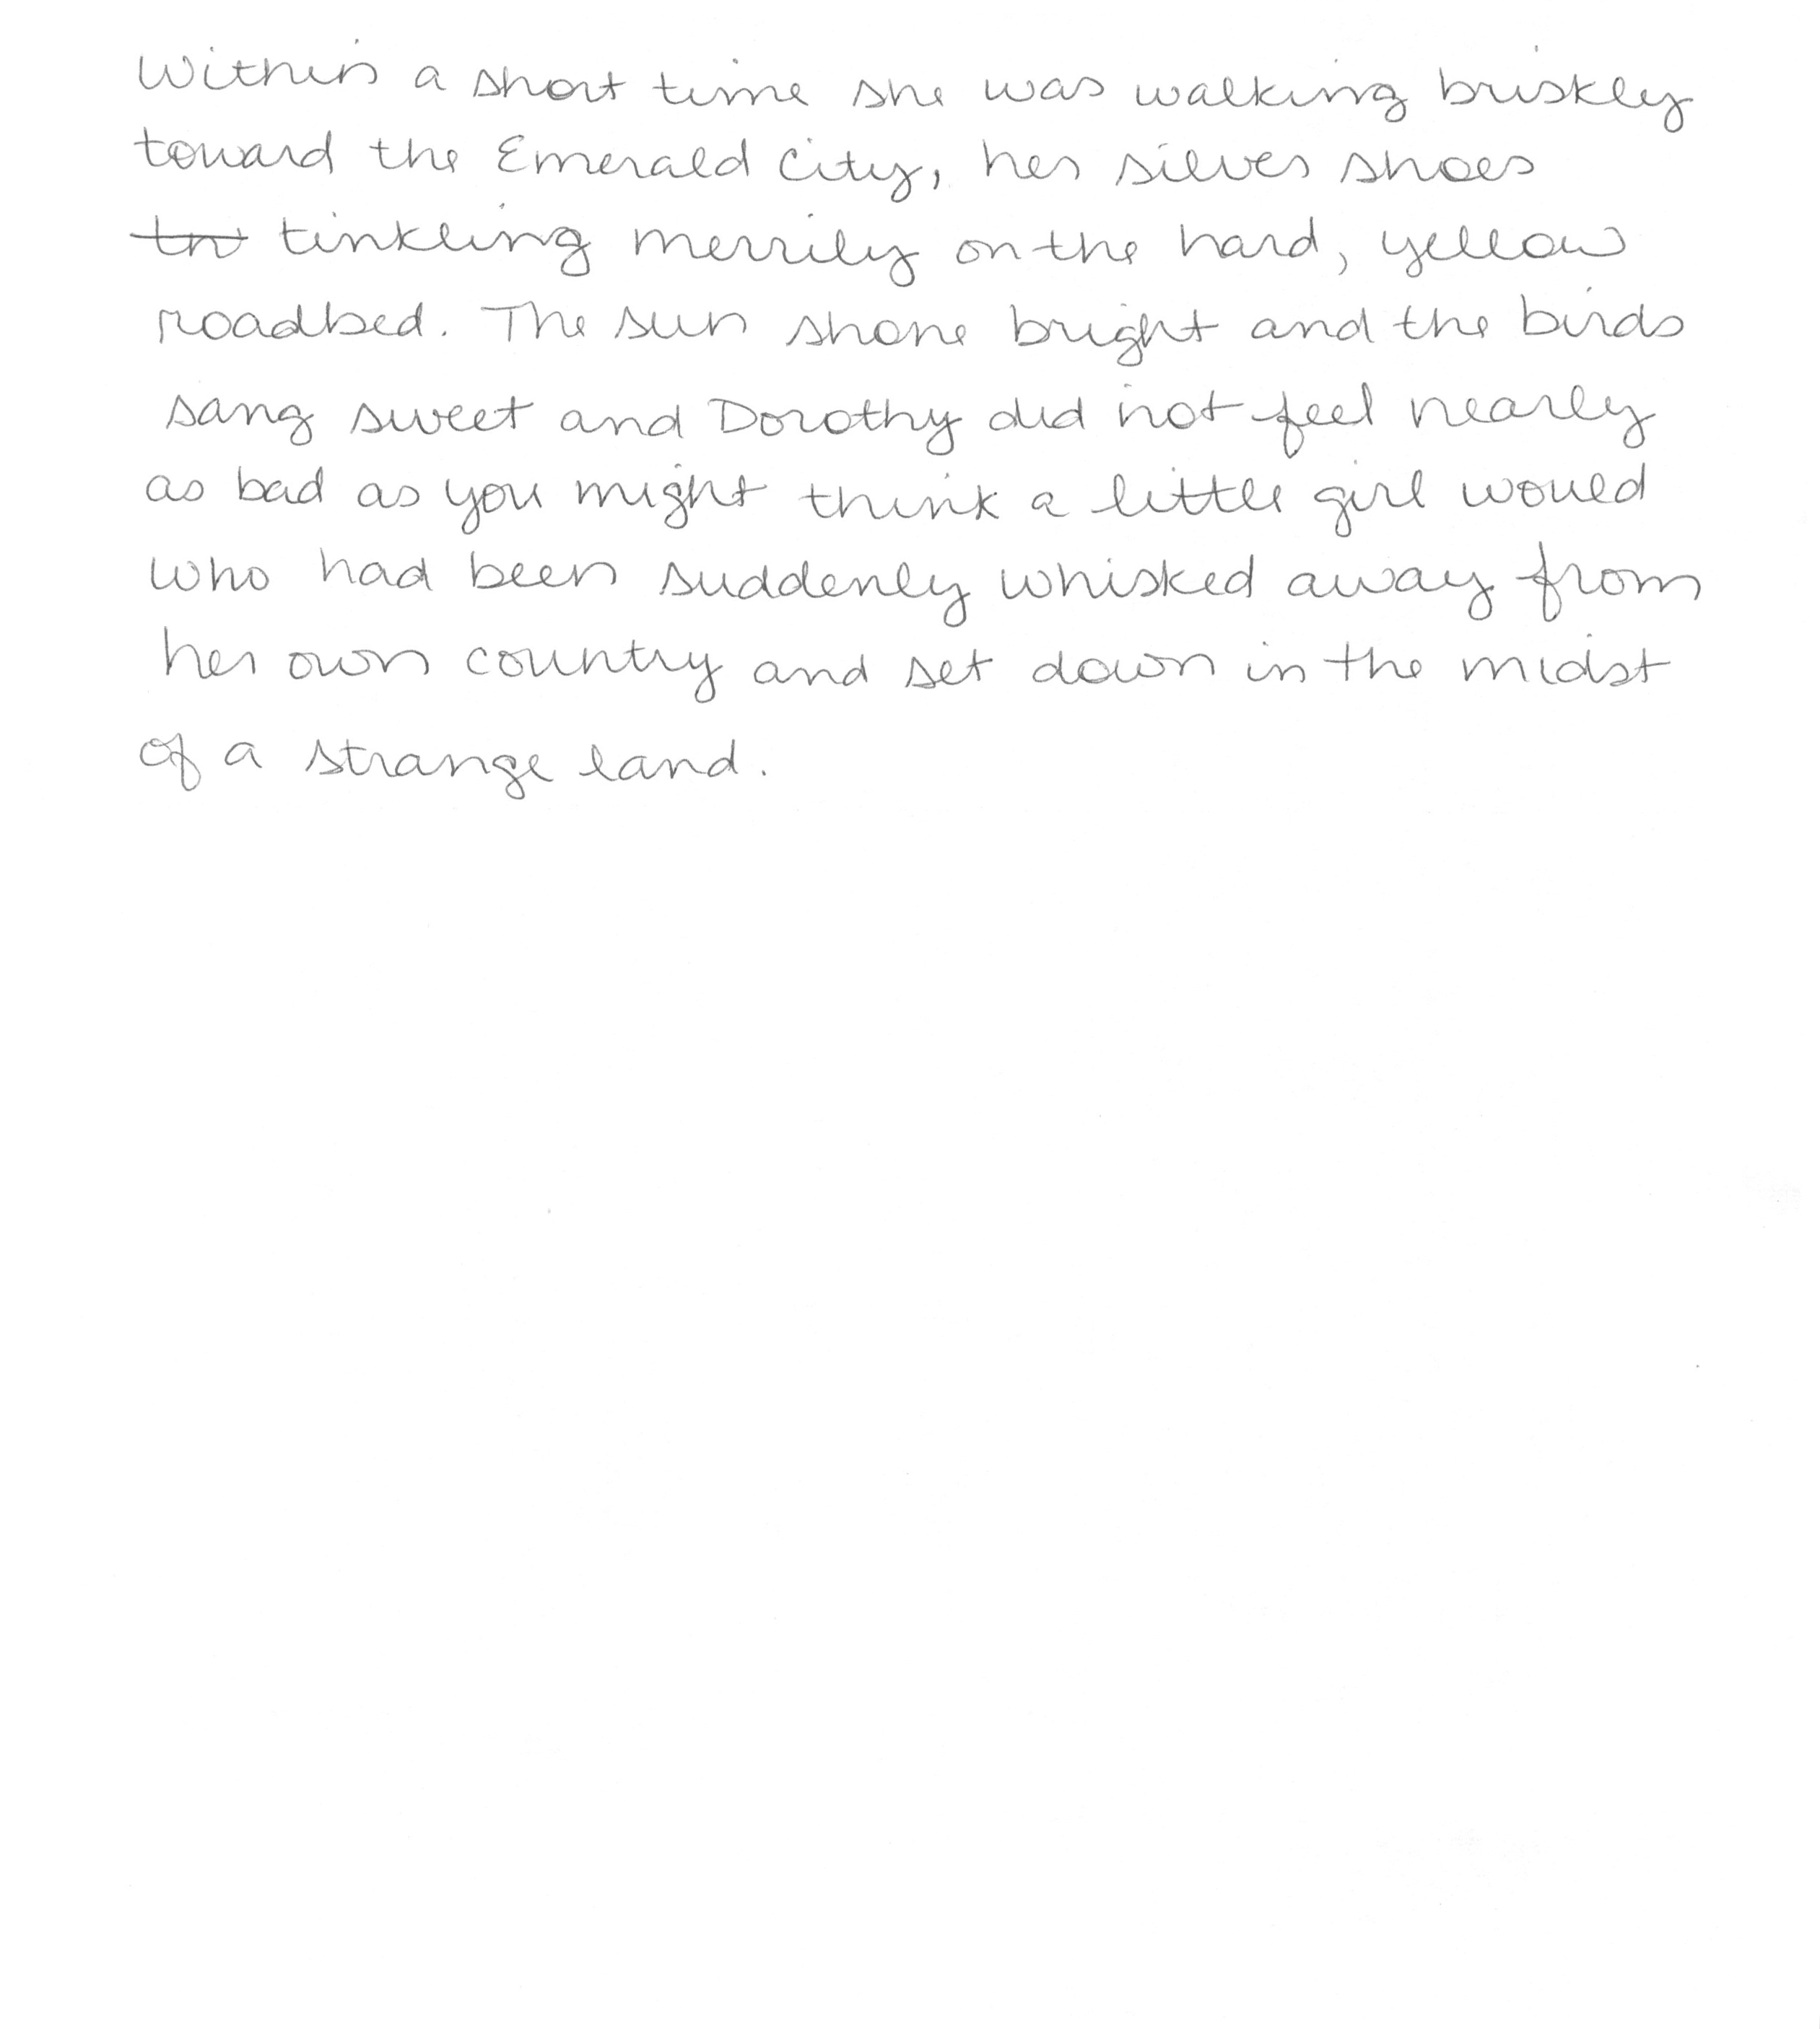 Within a short time she was walking briskly
toward the Emerald City, her silver shoes
tn tinkling merrily on the hard, yellow
roadbed. The sun shone bright and the birds
sang sweet and Dorothy did not feel nearly
as bad as you might think a little girl would
who had been suddenly whisked away from
her own country and set down in the midst
of a strange land.